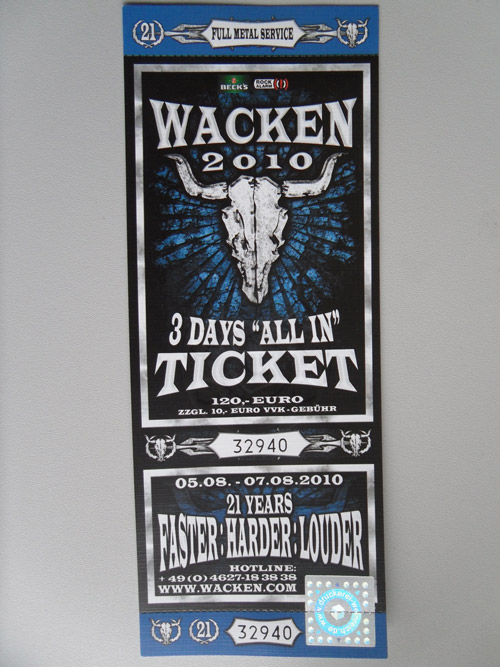 21
FULL METAL SERVICE
BECK'S
ROCK
ALARM
WACKEN
2010
3 DAYS "ALL IN"
TICKET
120,-EURO
ZZGL. 10,- EURO VVK-GEBÜHR
32940
05.08. - 07.08.2010
21 YEARS
FASTER:HARDER:LOUDER
HOTLINE:
+49(0)4627-18 38 38
WWW.WACKEN.COM
21
32940